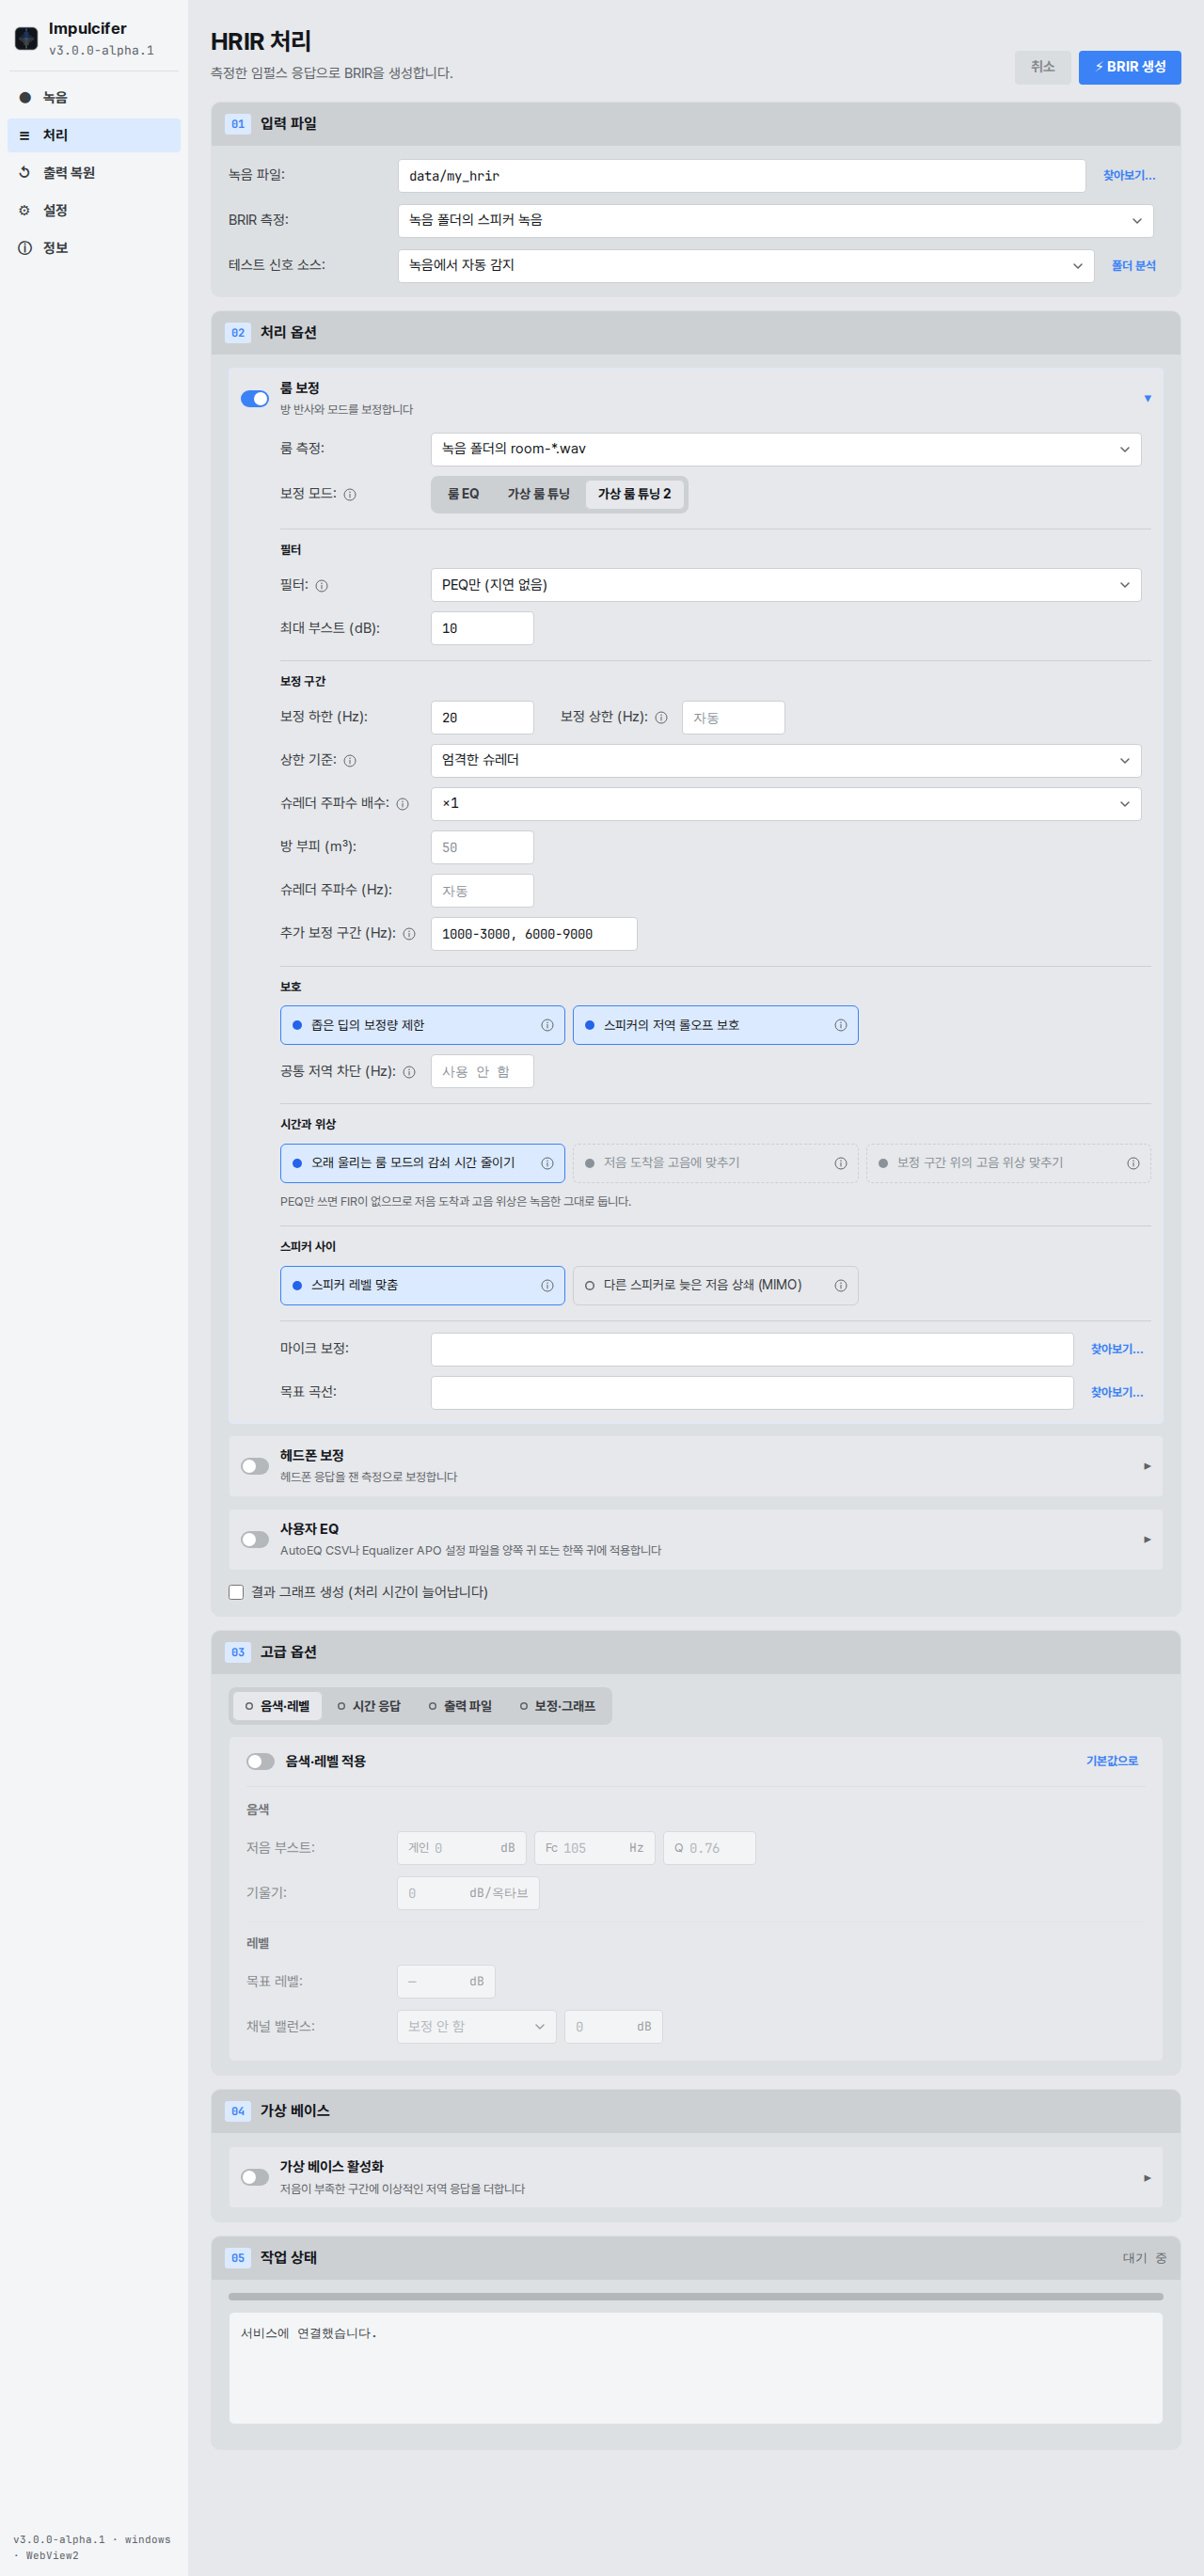 Impulcifer
v3.0.0-alpha.1
녹음
처리
출력 복원
설정
정보
HRIR 처리
측정한 임펄스 응답으로 BRIR을 생성합니다.
취소
⚡ BRIR 생성
01 입력 파일
녹음 파일: data/my_hrir 찾아보기...
BRIR 측정: 녹음 폴더의 스피커 녹음
테스트 신호 소스: 녹음에서 자동 감지 폴더 분석
02 처리 옵션
룸 보정
방 반사와 모드를 보정합니다
룸 측정: 녹음 폴더의 room-*.wav
보정 모드: 룸 EQ 가상 룸 튜닝 가상 룸 튜닝 2
필터
필터: PEQ만 (지연 없음)
최대 부스트 (dB): 10
보정 구간
보정 하한 (Hz): 20 보정 상한 (Hz): 자동
상한 기준: 엄격한 슈레더
슈레더 주파수 배수: ×1
방 부피 (m³): 50
슈레더 주파수 (Hz): 자동
추가 보정 구간 (Hz): 1000-3000, 6000-9000
보호
좁은 딥의 보정량 제한 스피커의 저역 롤오프 보호
공통 저역 차단 (Hz): 사용 안 함
시간과 위상
오래 울리는 룸 모드의 감쇠 시간 줄이기 저음 도착을 고음에 맞추기 보정 구간 위의 고음 위상 맞추기
PEQ만 쓰면 FIR이 없으므로 저음 도착과 고음 위상은 녹음한 그대로 둡니다.
스피커 사이
스피커 레벨 맞춤 다른 스피커로 늦은 저음 상쇄 (MIMO)
마이크 보정: 찾아보기...
목표 곡선: 찾아보기...
헤드폰 보정
헤드폰 응답을 잰 측정으로 보정합니다
사용자 EQ
AutoEQ CSV나 Equalizer APO 설정 파일을 양쪽 귀 또는 한쪽 귀에 적용합니다
결과 그래프 생성 (처리 시간이 늘어납니다)
03 고급 옵션
음색·레벨 시간 응답 출력 파일 보정·그래프
음색·레벨 적용 기본값으로
음색
저음 부스트: 게인 0 dB Fc 105 Hz Q 0.76
기울기: 0 dB/옥타브
레벨
목표 레벨: — dB
채널 밸런스: 보정 안 함 0 dB
04 가상 베이스
가상 베이스 활성화
저음이 부족한 구간에 이상적인 저역 응답을 더합니다
05 작업 상태 대기 중
서비스에 연결했습니다.
v3.0.0-alpha.1 · windows
· WebView2